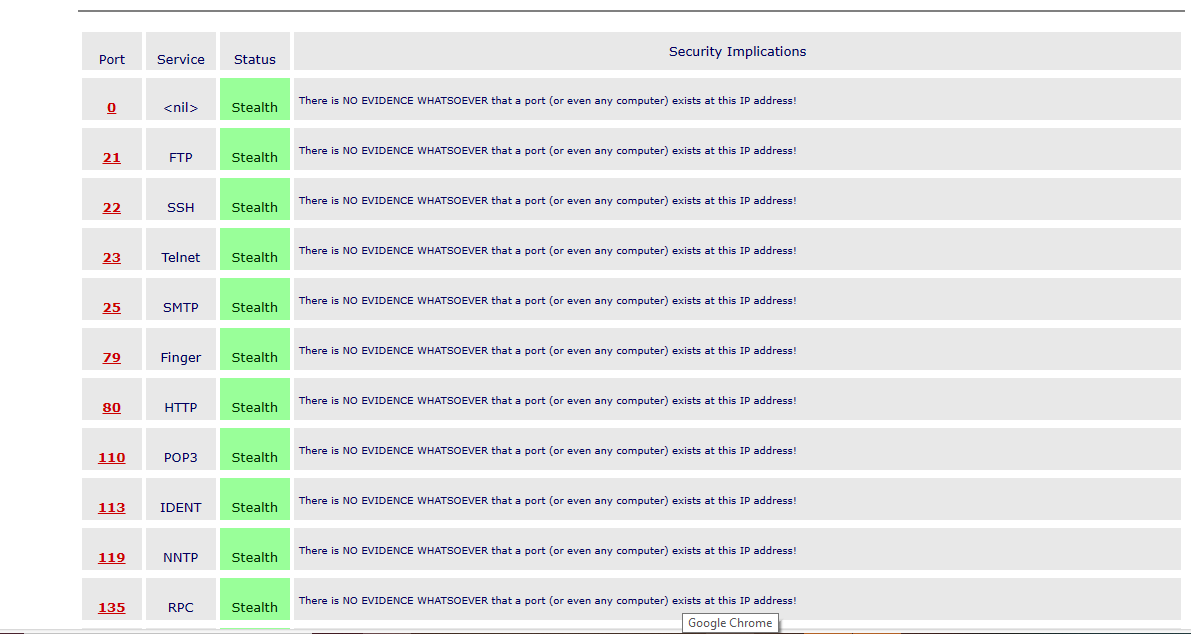 Port Service Status Security Implications
0 <nil> Stealth There is NO EVIDENCE WHATSOEVER that a port (or even any computer) exists at this IP address!
21 FTP Stealth There is NO EVIDENCE WHATSOEVER that a port (or even any computer) exists at this IP address!
22 SSH Stealth There is NO EVIDENCE WHATSOEVER that a port (or even any computer) exists at this IP address!
23 Telnet Stealth There is NO EVIDENCE WHATSOEVER that a port (or even any computer) exists at this IP address!
25 SMTP Stealth There is NO EVIDENCE WHATSOEVER that a port (or even any computer) exists at this IP address!
79 Finger Stealth There is NO EVIDENCE WHATSOEVER that a port (or even any computer) exists at this IP address!
80 HTTP Stealth There is NO EVIDENCE WHATSOEVER that a port (or even any computer) exists at this IP address!
110 POP3 Stealth There is NO EVIDENCE WHATSOEVER that a port (or even any computer) exists at this IP address!
113 IDENT Stealth There is NO EVIDENCE WHATSOEVER that a port (or even any computer) exists at this IP address!
119 NNTP Stealth There is NO EVIDENCE WHATSOEVER that a port (or even any computer) exists at this IP address!
135 RPC Stealth There is NO EVIDENCE WHATSOEVER that a port (or even any computer) exists at this IP address!
Google Chrome